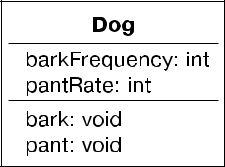 Dog
barkFrequency: int
pantRate: int
bark: void
pant: void